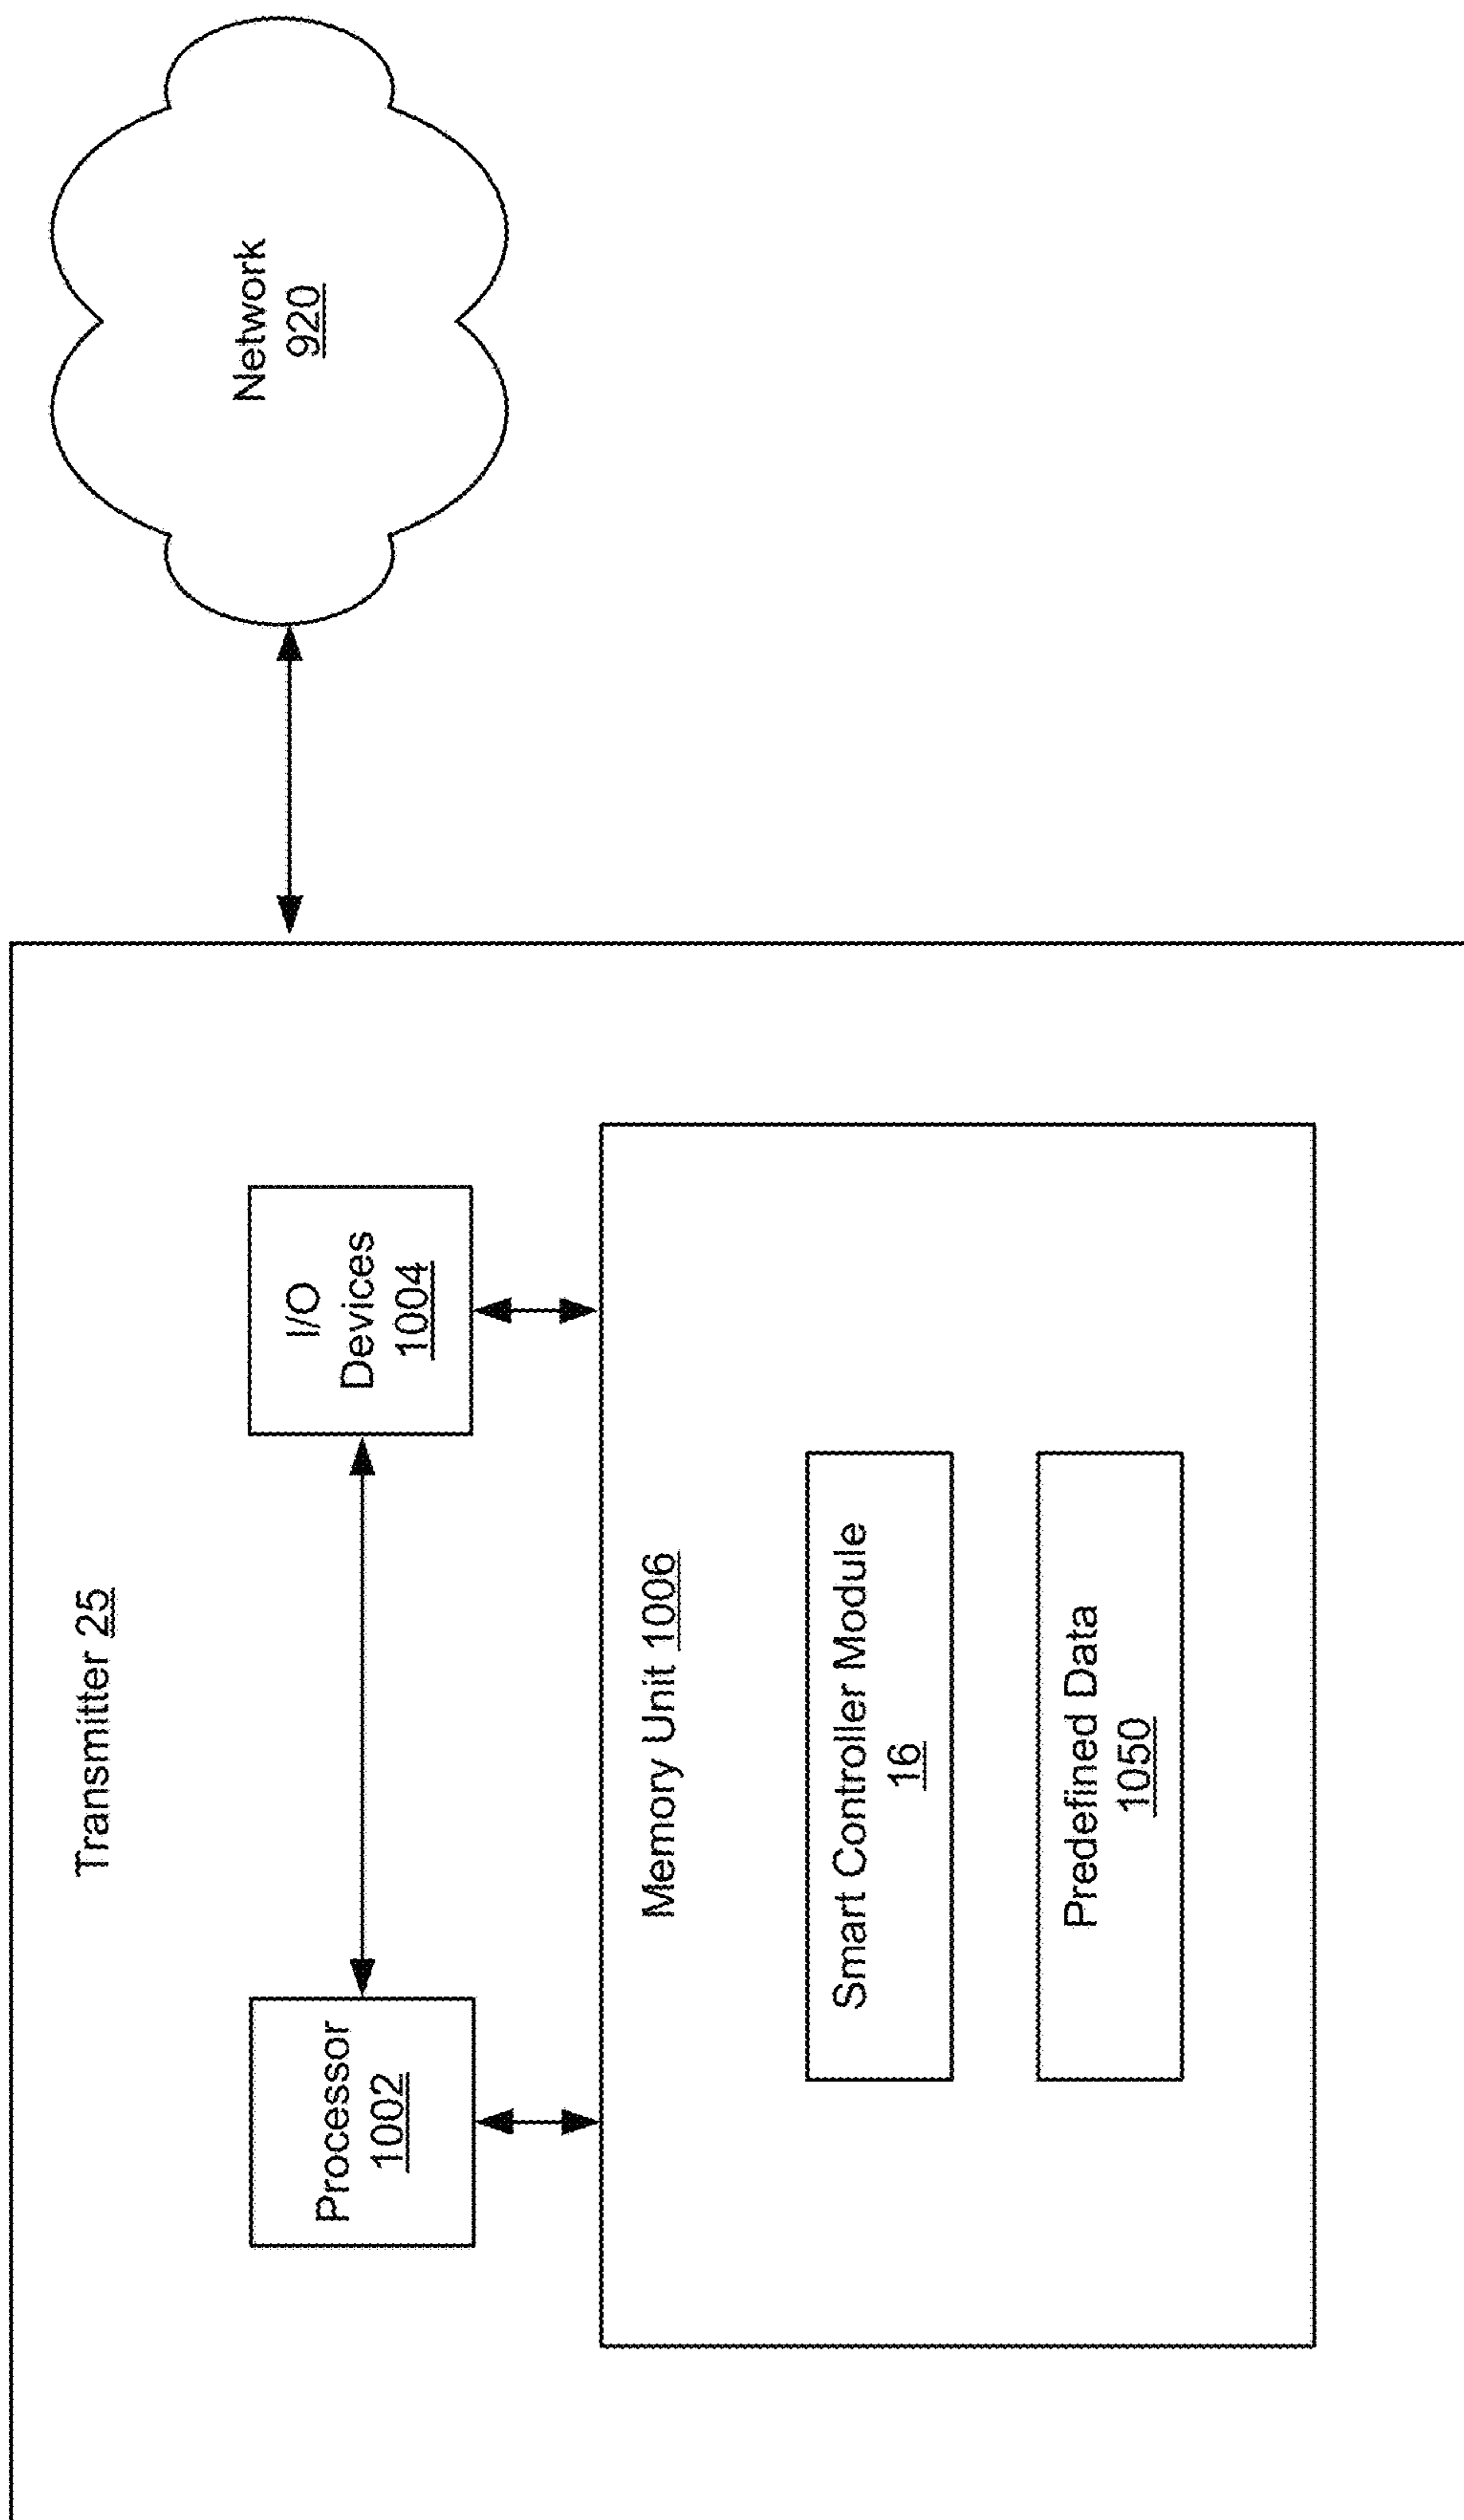 Transmitter 25
Processor
1002
I/O
Devices
1004
Memory Unit 1006
Smart Controller Module
16
Predefined Data
1050
Network
920